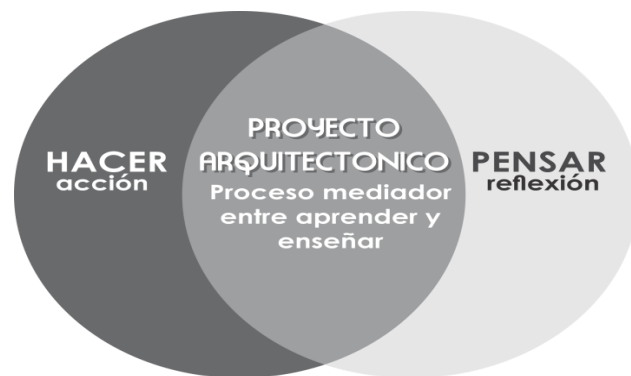 HACER
acción
PROYECTO
ARQUITECTONICO
Proceso mediador
entre aprender y
enseñar
PENSAR
reflexión